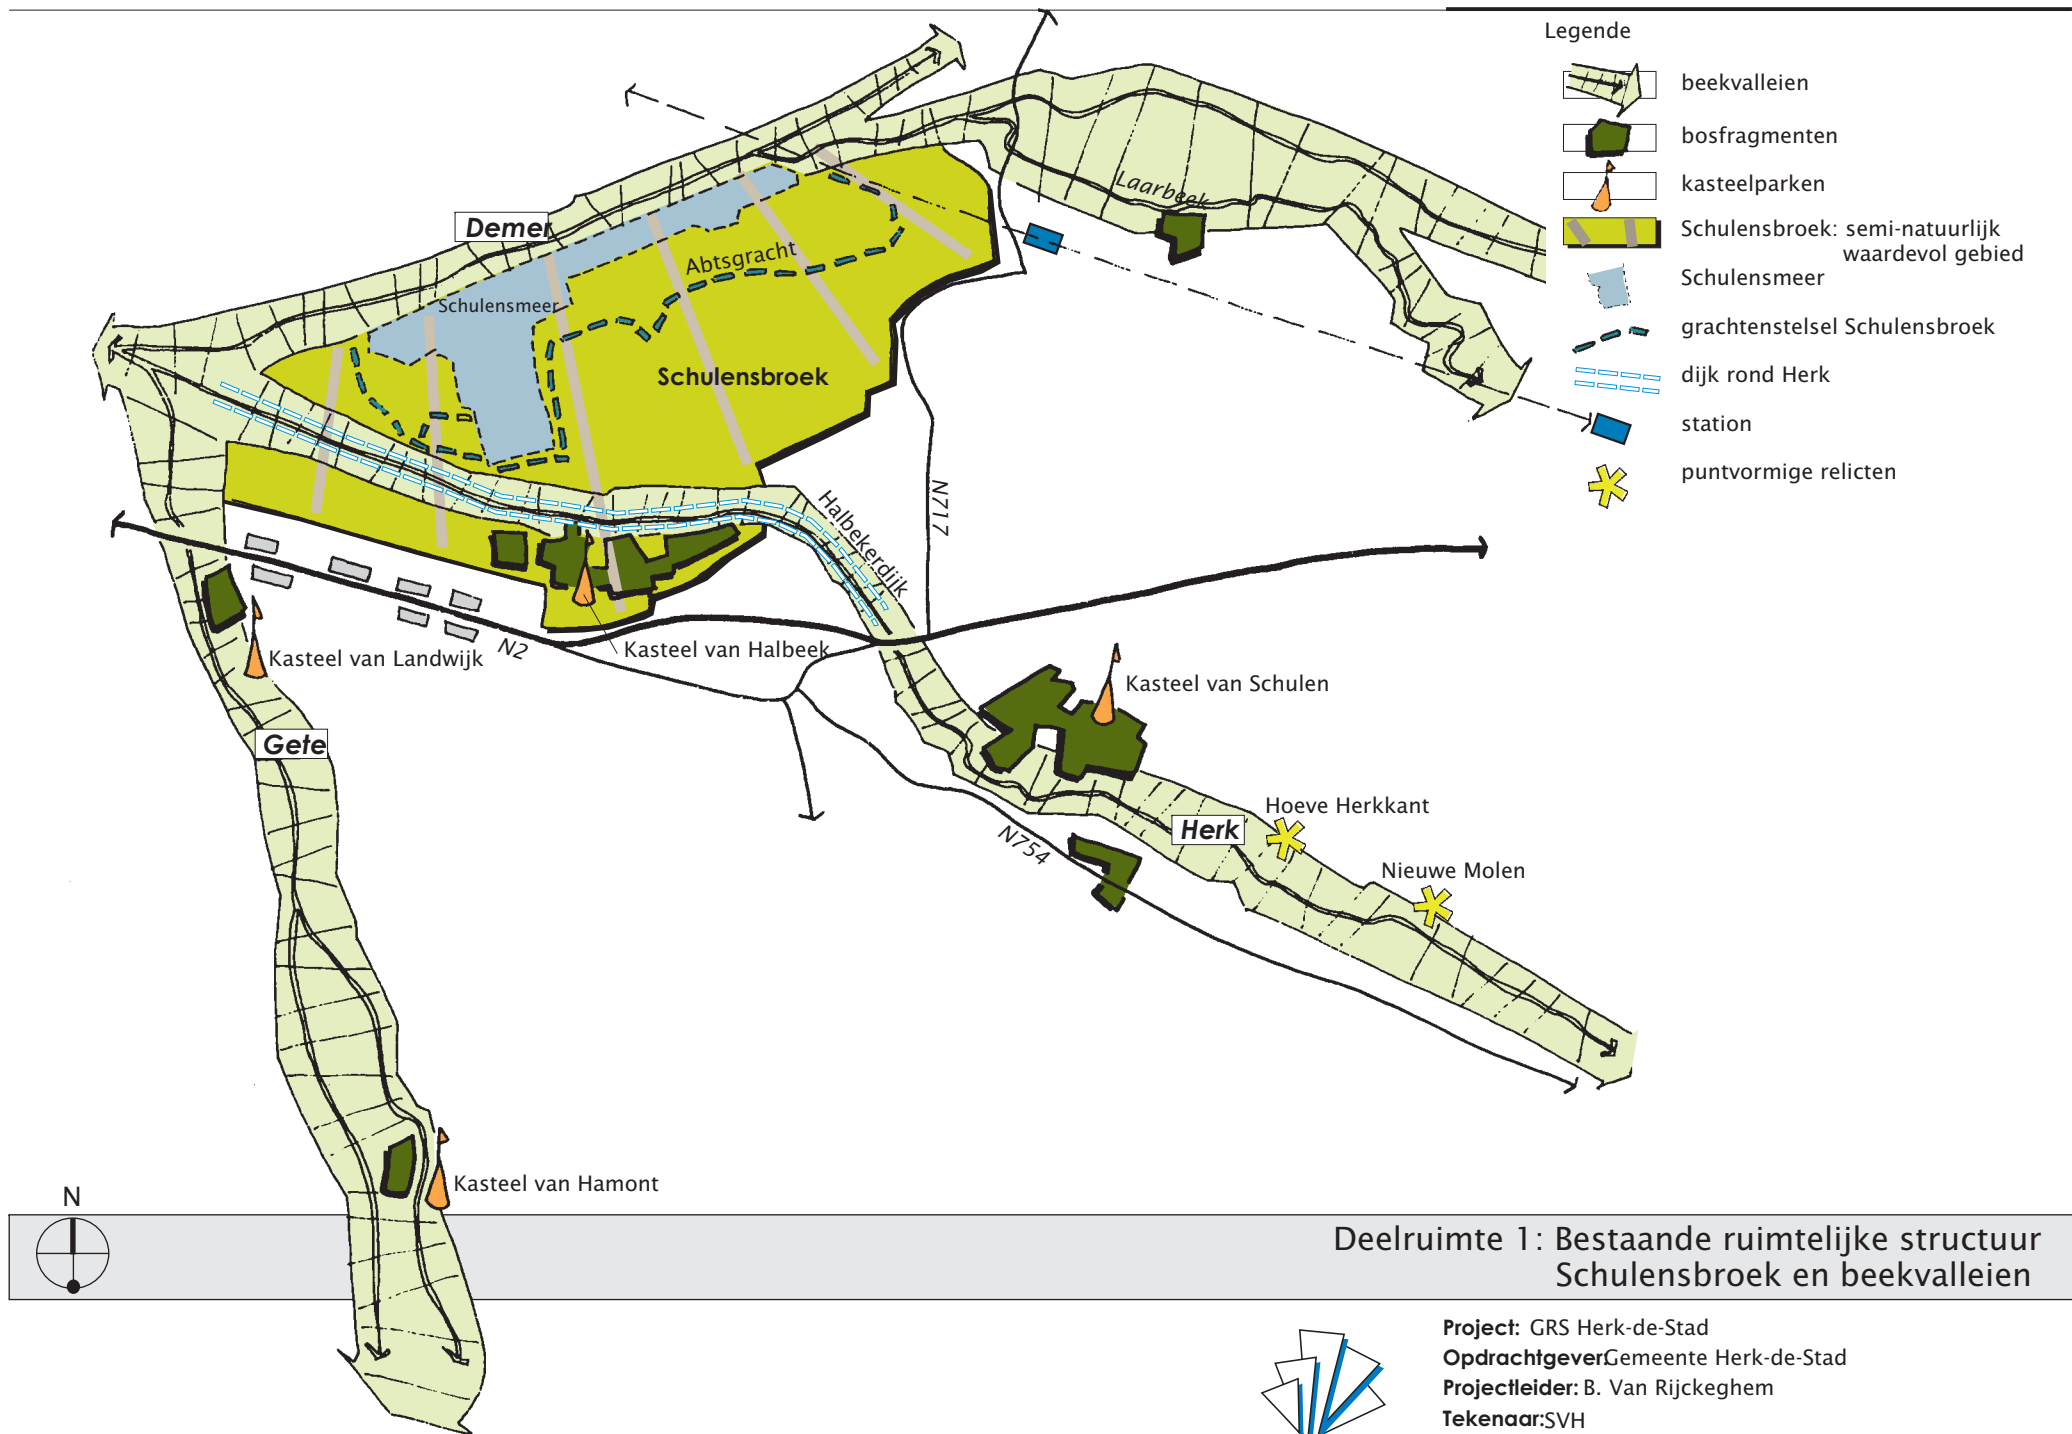 Legende
beekvalleien
bosfragmenten
kasteelparken
Schulensbroek: semi-natuurlijk
waardevol gebied
Schulensmeer
grachtenstelsel Schulensbroek
dijk rond Herk
station
puntvormige relicten
Demer
Laarbeek
Abtsgracht
Schulensmeer
Schulensbroek
Halbekerdijk
N717
Kasteel van Landwijk
N2
Kasteel van Halbeek
Kasteel van Schulen
Gete
Hoeve Herkkant
Herk
N754
Nieuwe Molen
Kasteel van Hamont
N
Deelruimte 1: Bestaande ruimtelijke structuur
Schulensbroek en beekvalleien
Project: GRS Herk-de-Stad
Opdrachtgever:Gemeente Herk-de-Stad
Projectleider: B. Van Rijckeghem
Tekenaar:SVH